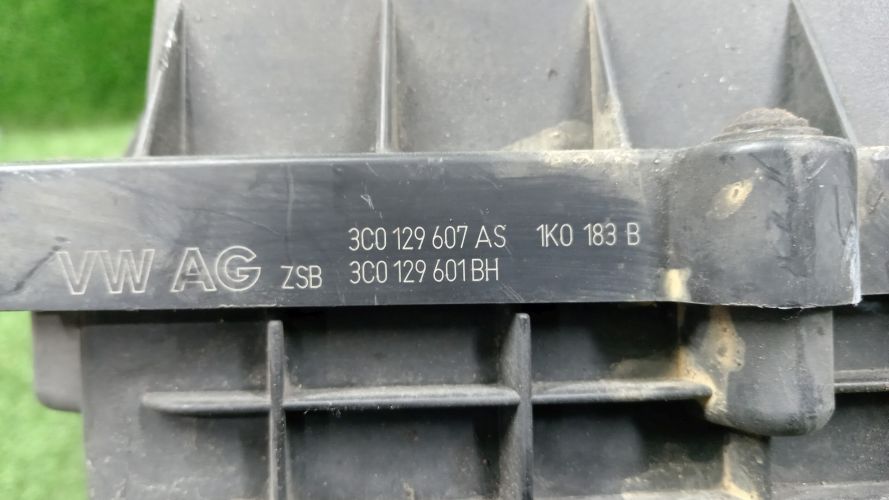 3C0 129 607 AS 1K0 183 B
VW AG ZSB 3C0 129 601 BH